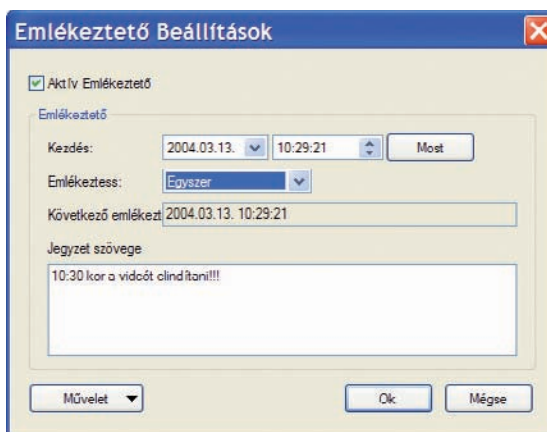 Emlékeztető Beállítások
Aktív Emlékeztető
Emlékeztető
Kezdés: 2004.03.13. 10:29:21 Most
Emlékeztess: Egyszer
Következő emlékezt 2004.03.13. 10:29:21
Jegyzet szövege
10:30 kor a videót elindítani!!!
Művelet Ok Mégse